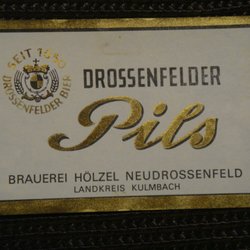 SEIT 1650
DROSSENFELDER BIER
DROSSENFELDER
Pils
BRAUEREI HÖLZEL NEUDROSSENFELD
LANDKREIS KULMBACH